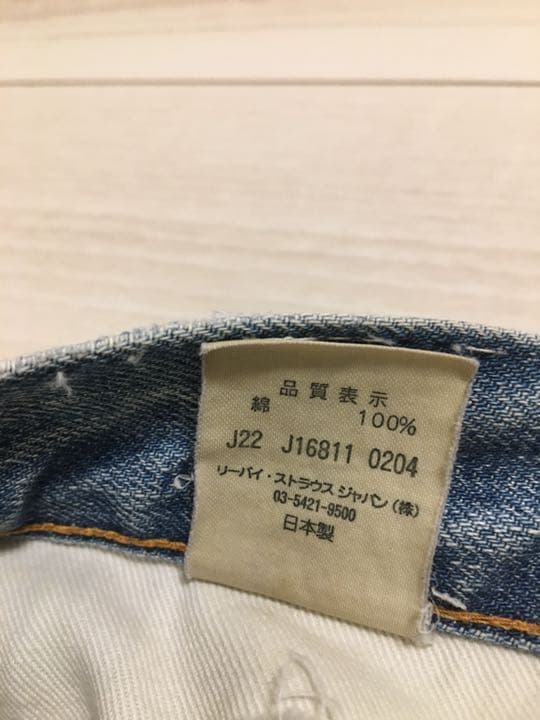 品質表示
綿 100%
J22 J16811 0204
リーバイ・ストラウス ジャパン(株)
03-5421-9500
日本製